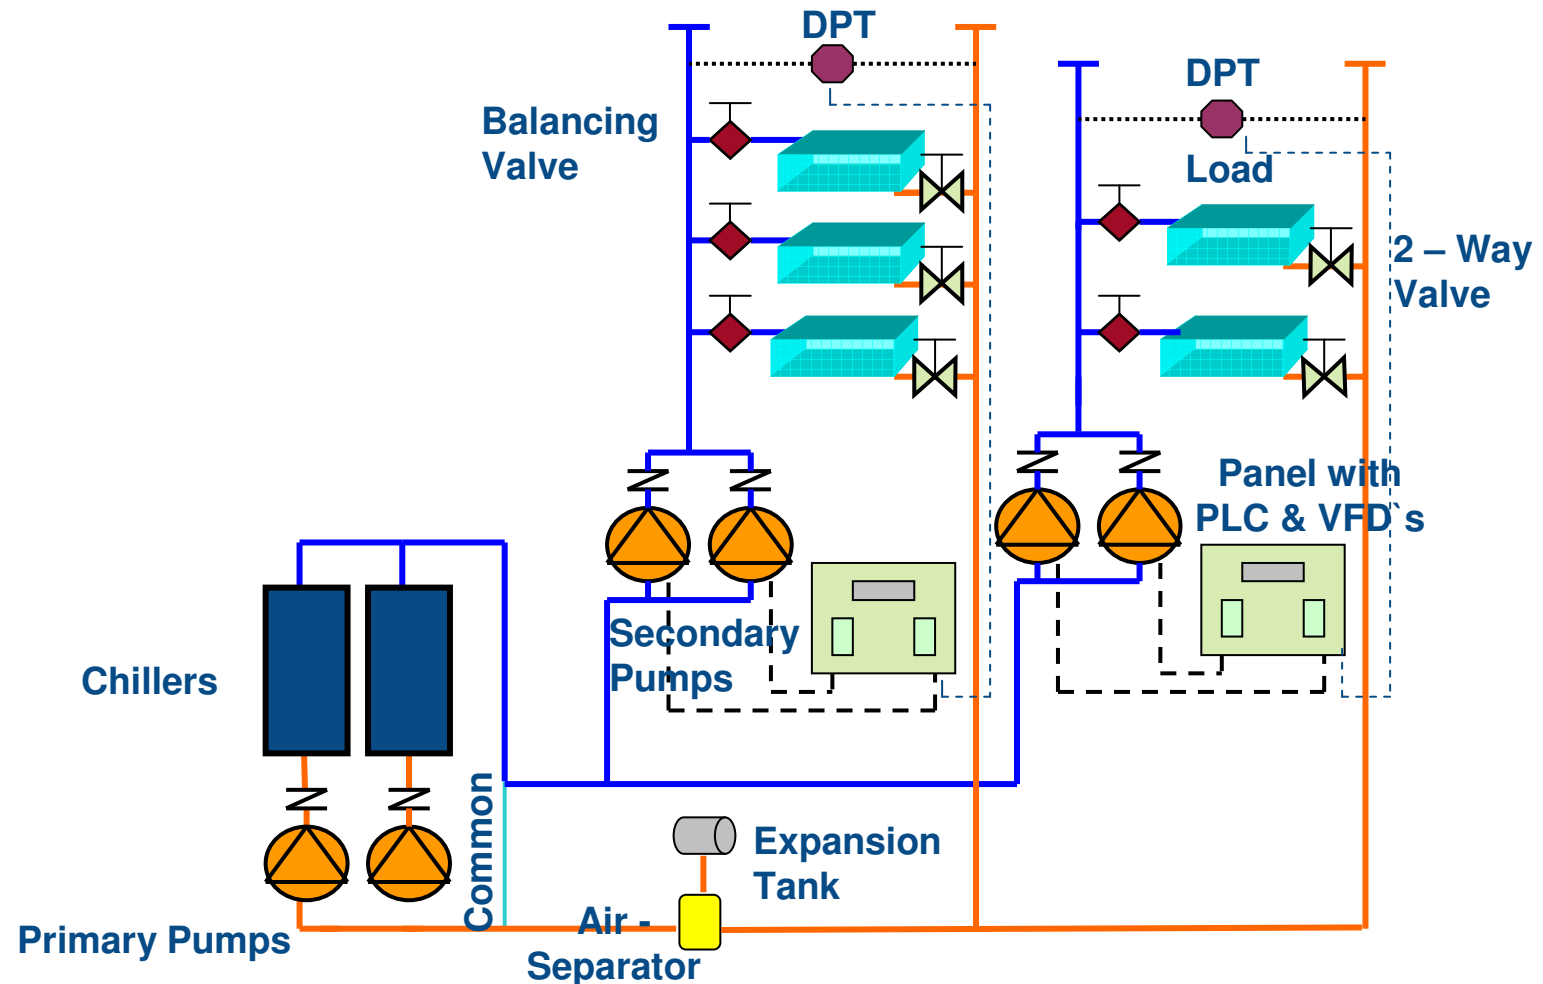 DPT
DPT
Balancing
Valve
Load
2 – Way
Valve
Panel with
PLC & VFD`s
Secondary
Pumps
Chillers
Common
Expansion
Tank
Air -
Separator
Primary Pumps